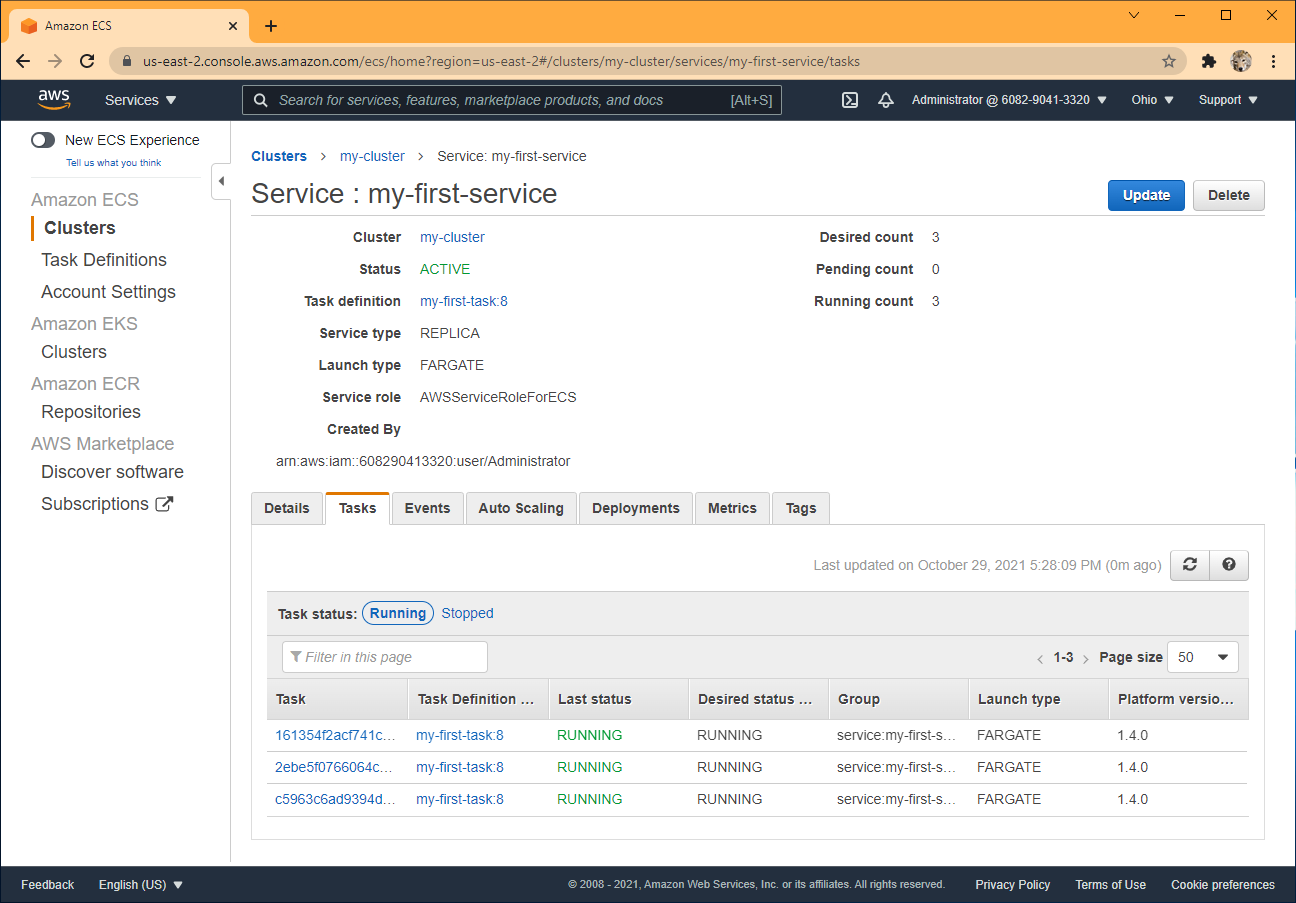 Amazon ECS
us-east-2.console.aws.amazon.com/ecs/home?region=us-east-2#/clusters/my-cluster/services/my-first-service/tasks
aws Services Search for services, features, marketplace products, and docs [Alt+S] Administrator @ 6082-9041-3320 Ohio Support
New ECS Experience
Tell us what you think
Amazon ECS
Clusters
Task Definitions
Account Settings
Amazon EKS
Clusters
Amazon ECR
Repositories
AWS Marketplace
Discover software
Subscriptions
Clusters > my-cluster > Service: my-first-service
Service : my-first-service Update Delete
Cluster my-cluster Desired count 3
Status ACTIVE Pending count 0
Task definition my-first-task:8 Running count 3
Service type REPLICA
Launch type FARGATE
Service role AWSServiceRoleForECS
Created By
arn:aws:iam::608290413320:user/Administrator
Details Tasks Events Auto Scaling Deployments Metrics Tags
Last updated on October 29, 2021 5:28:09 PM (0m ago)
Task status: Running Stopped
Filter in this page 1-3 Page size 50
Task Task Definition ... Last status Desired status ... Group Launch type Platform versio...
161354f2acf741c... my-first-task:8 RUNNING RUNNING service:my-first-s... FARGATE 1.4.0
2ebe5f0766064c... my-first-task:8 RUNNING RUNNING service:my-first-s... FARGATE 1.4.0
c5963c6ad9394d... my-first-task:8 RUNNING RUNNING service:my-first-s... FARGATE 1.4.0
Feedback English (US) © 2008 - 2021, Amazon Web Services, Inc. or its affiliates. All rights reserved. Privacy Policy Terms of Use Cookie preferences